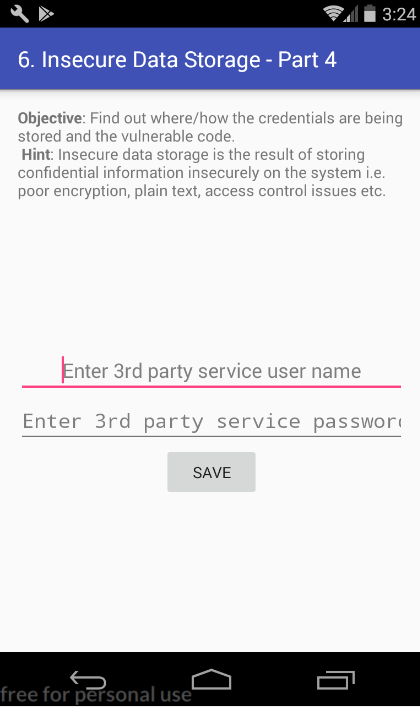 3:24
6. Insecure Data Storage - Part 4
Objective: Find out where/how the credentials are being
stored and the vulnerable code.
Hint: Insecure data storage is the result of storing
confidential information insecurely on the system i.e.
poor encryption, plain text, access control issues etc.
Enter 3rd party service user name
Enter 3rd party service password
SAVE
free for personal use